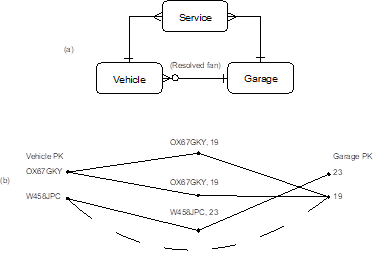 Service
(a)
(Resolved fan)
Vehicle
Garage
OX67GKY, 19
Vehicle PK
Garage PK
OX67GKY
23
(b)
OX67GKY, 19
W458JPC
19
W458JPC, 23